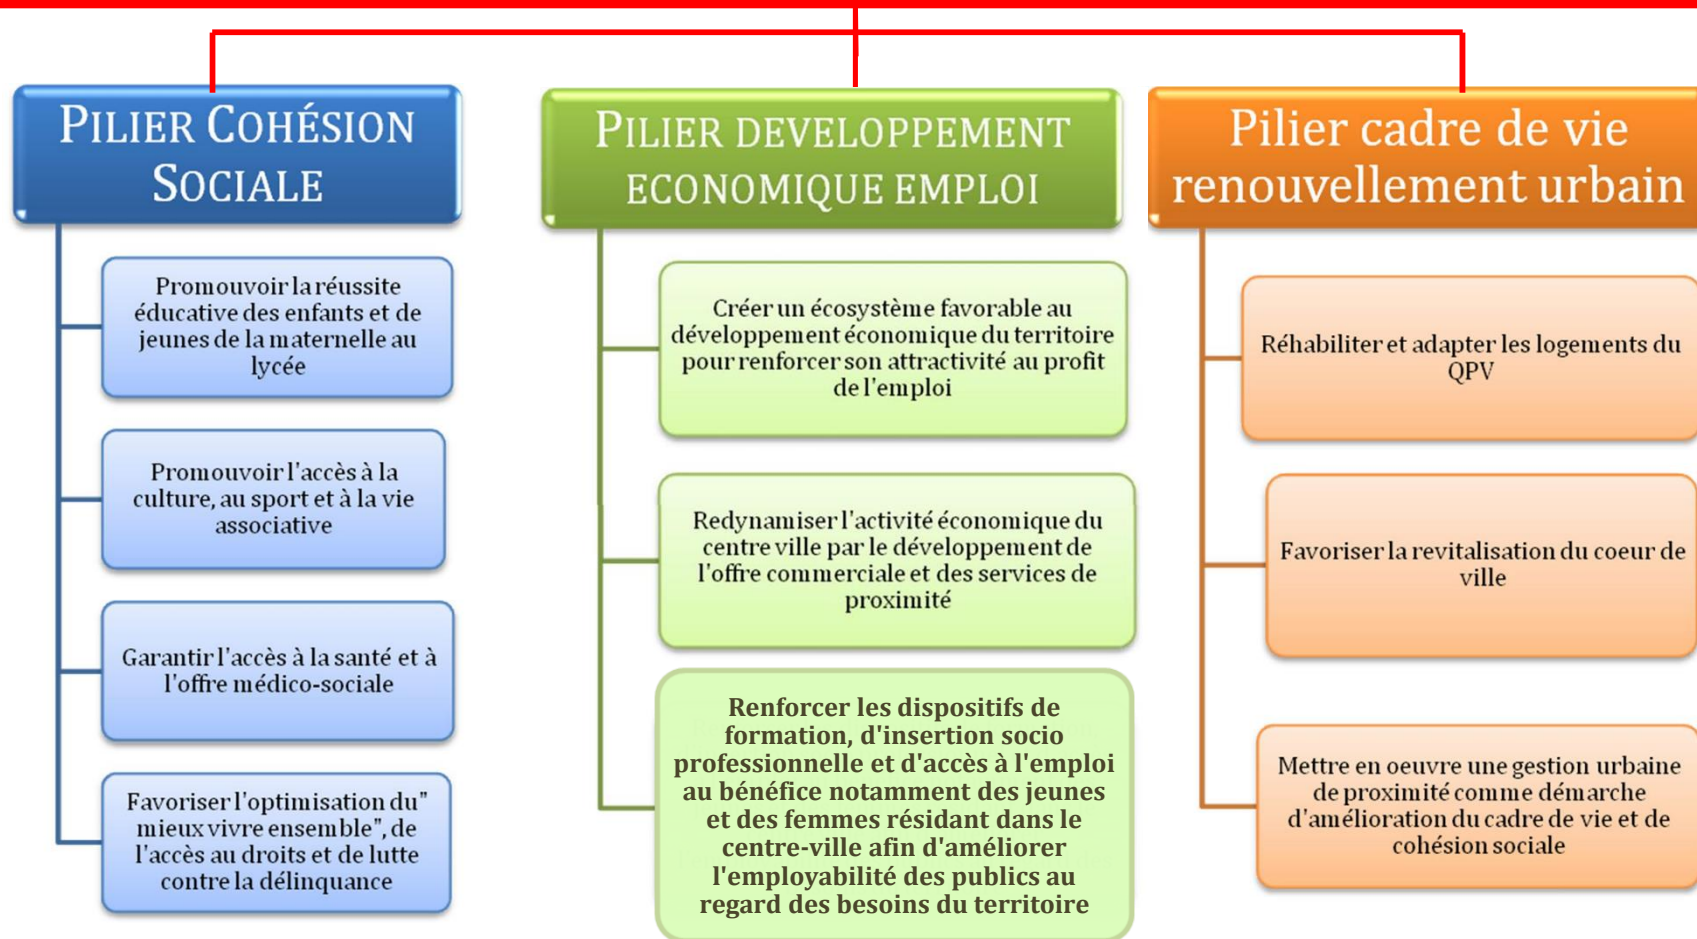 PILIER COHÉSION
SOCIALE
Promouvoir la réussite
éducative des enfants et de
jeunes de la maternelle au
lycée
Promouvoir l'accès à la
culture, au sport et à la vie
associative
Garantir l'accès à la santé et à
l'offre médico-sociale
Favoriser l'optimisation du"
mieux vivre ensemble", de
l'accès au droits et de lutte
contre la délinquance
PILIER DEVELOPPEMENT
ECONOMIQUE EMPLOI
Créer un écosystème favorable au
développement économique du territoire
pour renforcer son attractivité au profit
de l'emploi
Redynamiser l'activité économique du
centre ville par le développement de
l'offre commerciale et des services de
proximité
Renforcer les dispositifs de
formation, d'insertion socio
professionnelle et d'accès à l'emploi
au bénéfice notamment des jeunes
et des femmes résidant dans le
centre-ville afin d'améliorer
l'employabilité des publics au
regard des besoins du territoire
Pilier cadre de vie
renouvellement urbain
Réhabiliter et adapter les logements du
QPV
Favoriser la revitalisation du coeur de
ville
Mettre en oeuvre une gestion urbaine
de proximité comme démarche
d'amélioration du cadre de vie et de
cohésion sociale